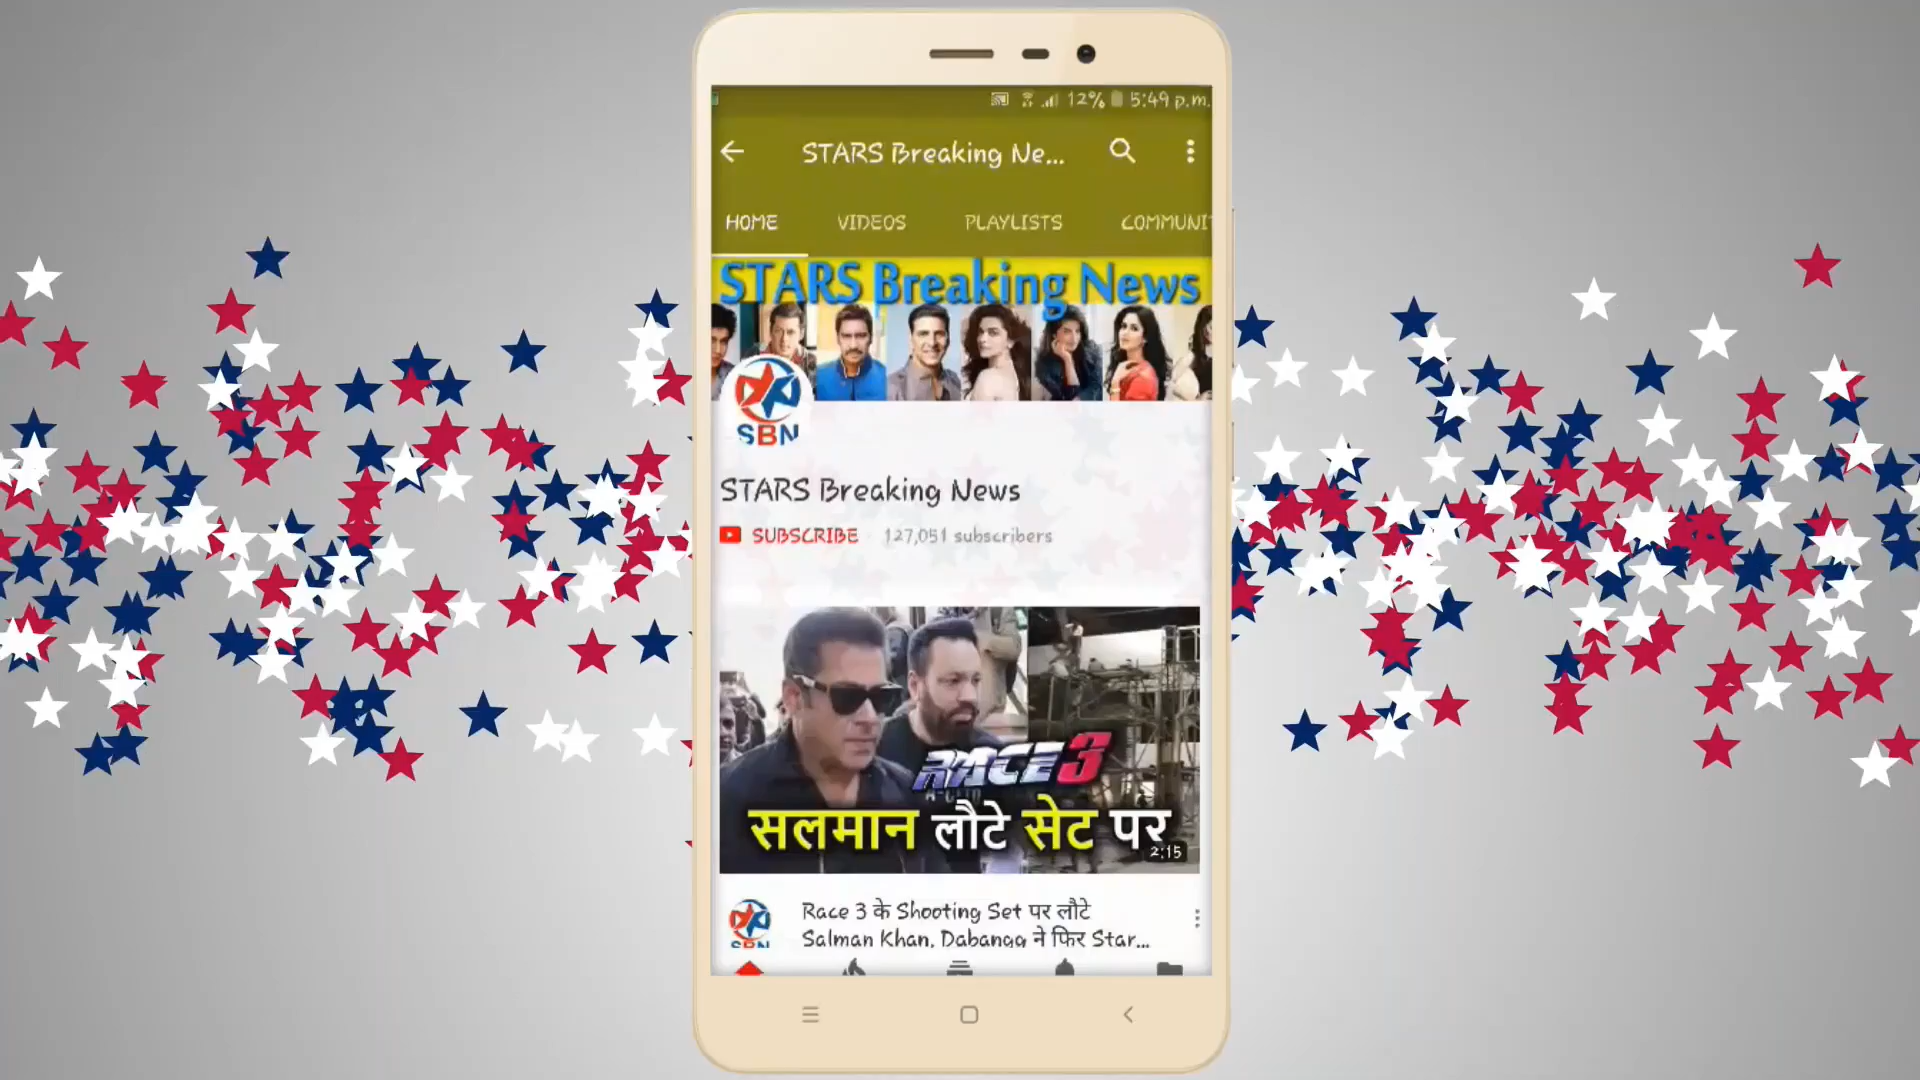 12% 5:49 p.m.
STARS Breaking Ne...
HOME VIDEOS PLAYLISTS COMMUNI
STARS Breaking News
SBN
STARS Breaking News
SUBSCRIBE 127,051 subscribers
RACE 3
सलमान लौटे सेट पर
2:15
Race 3 के Shooting Set पर लौटे
Salman Khan, Dabangg ने फिर Star...
SBN